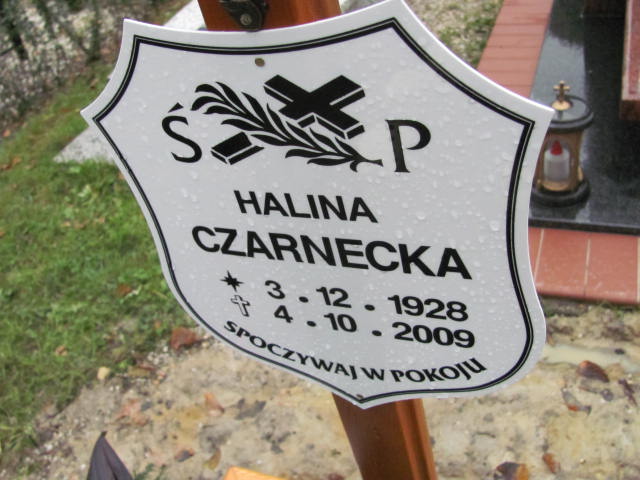 Ś P
HALINA
CZARNECKA
3.12.1928
4.10.2009
SPOCZYWAJ W POKOJU